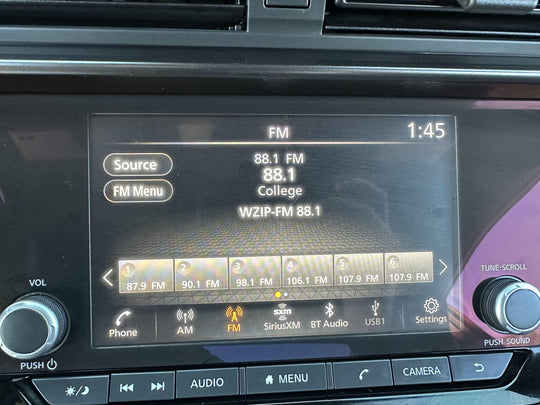 FM
1:45
Source
88.1 FM
88.1
FM Menu
College
WZIP-FM 88.1
1 2 3 4 5 6
87.9 FM 90.1 FM 98.1 FM 106.1 FM 107.9 FM 107.9 FM
VOL
TUNE·SCROLL
sxm
Phone AM FM SiriusXM BT Audio USB1 Settings
PUSH
PUSH SOUND
AUDIO MENU CAMERA